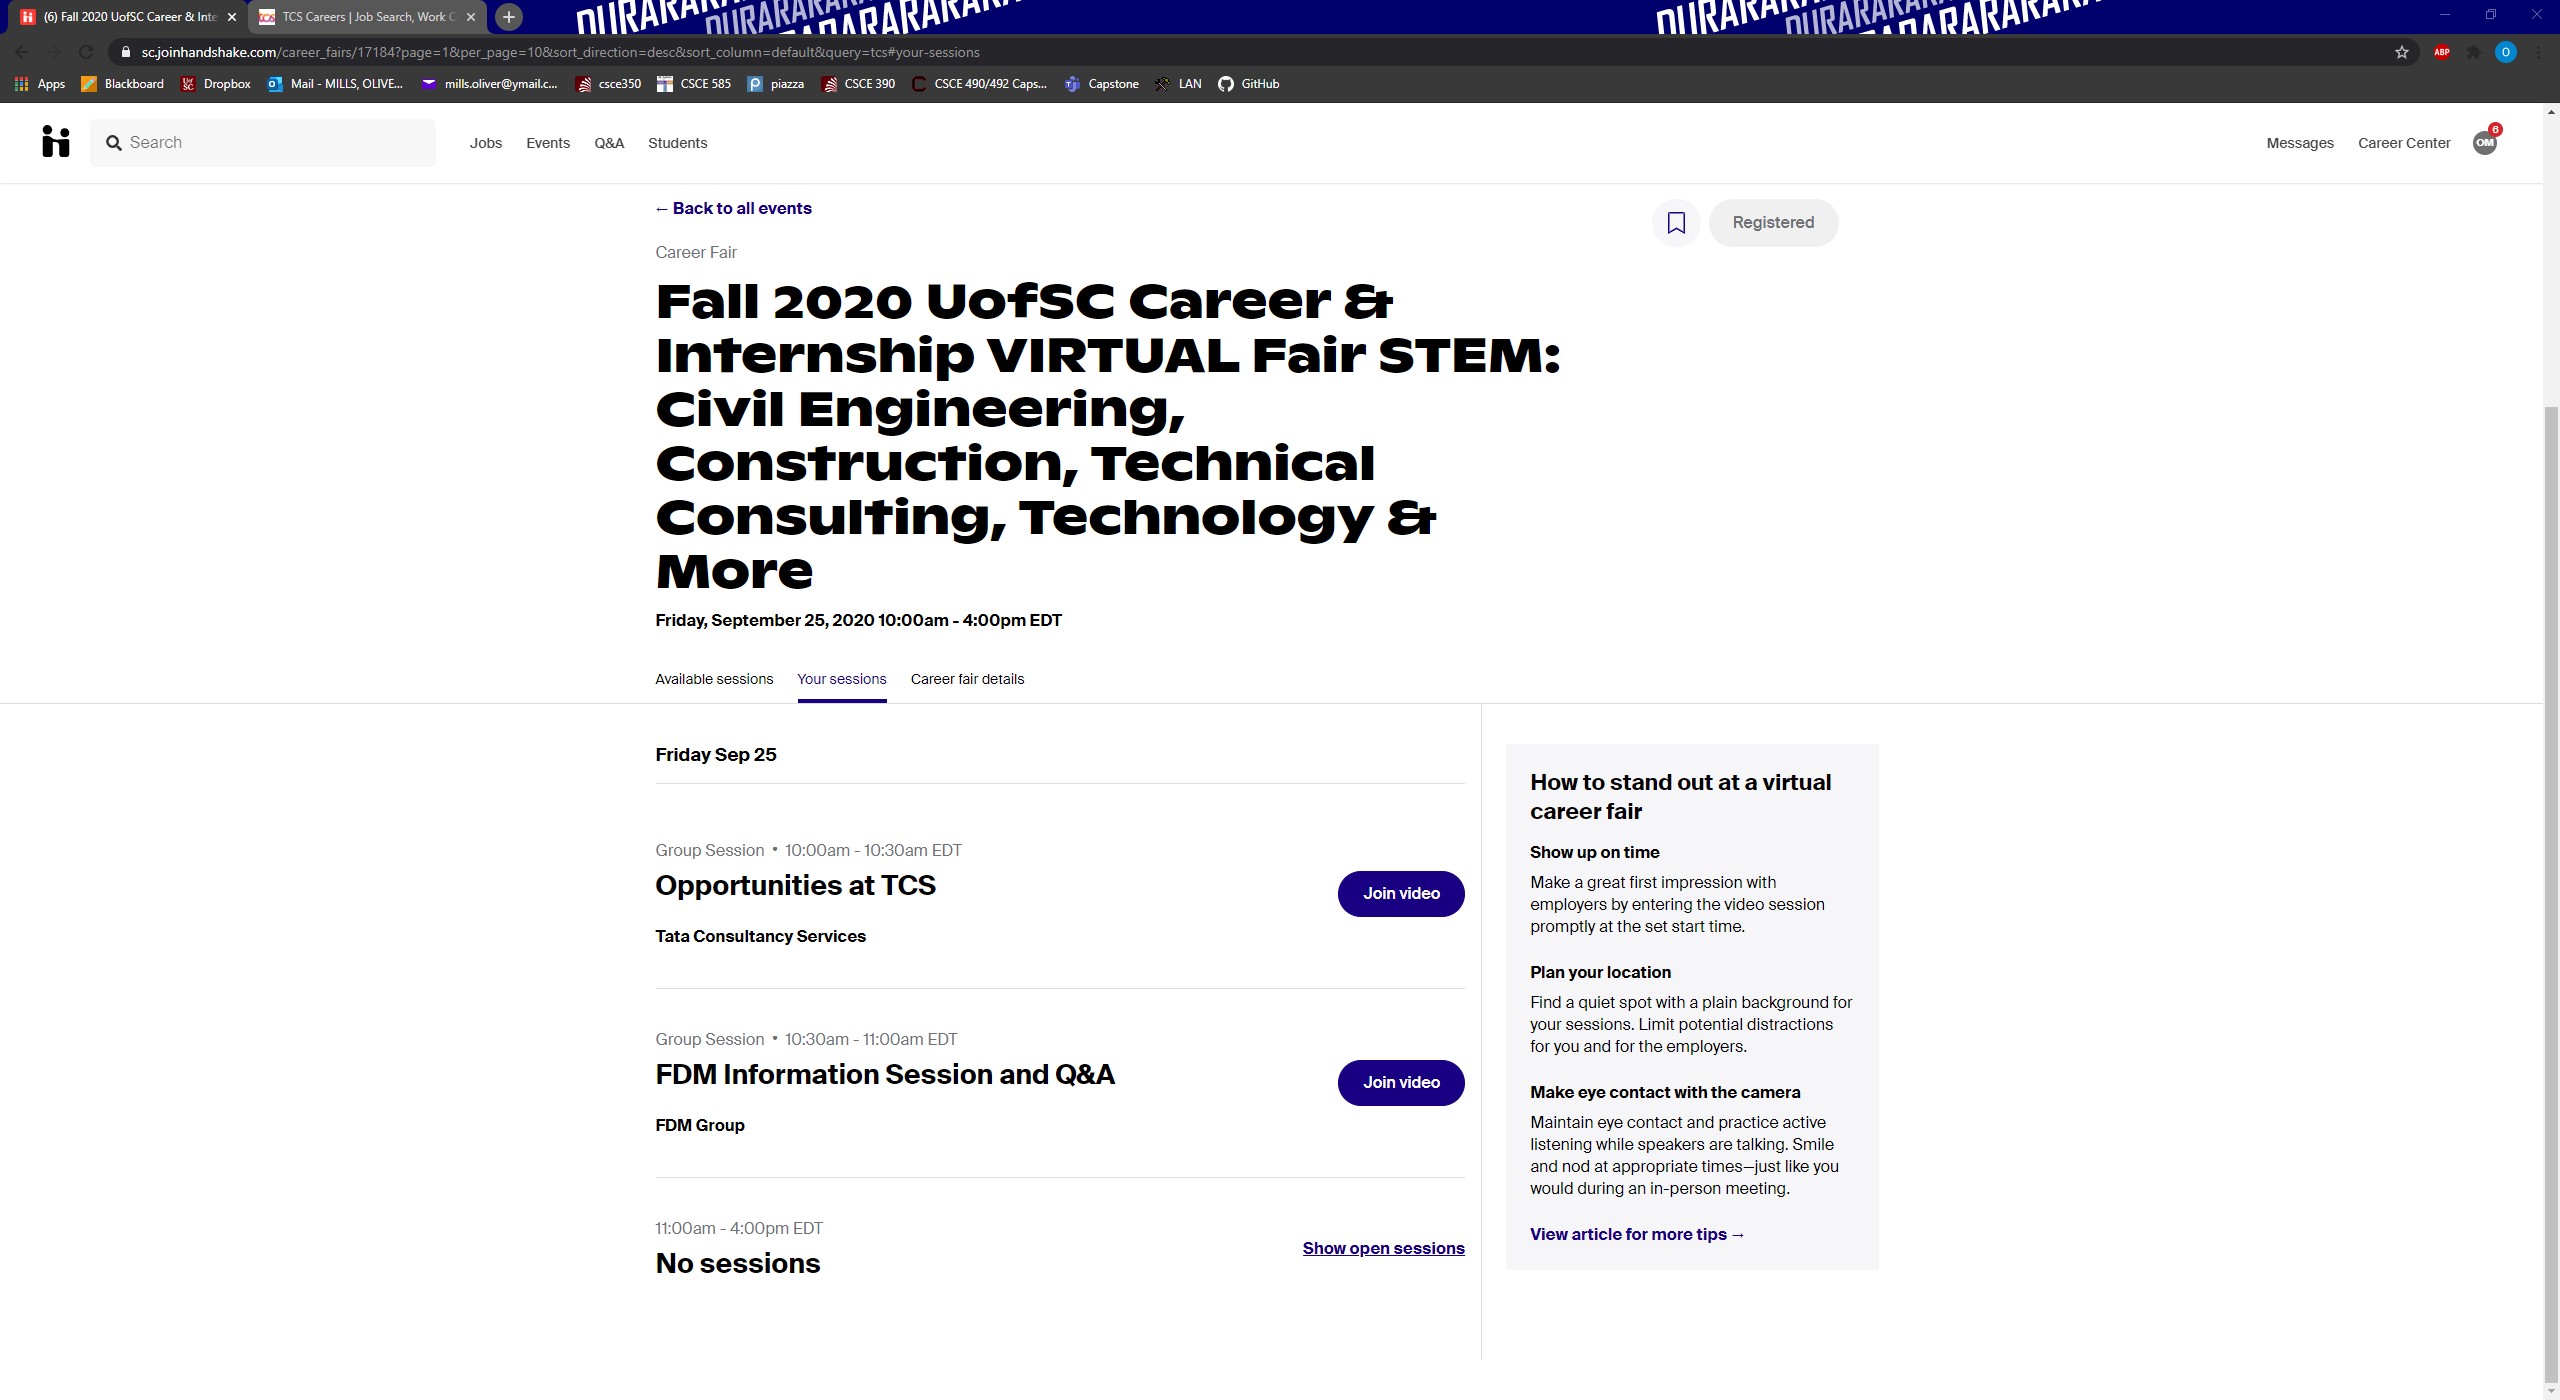 (6) Fall 2020 UofSC Career & Inte
TCS Careers | Job Search, Work C
DURARARA
DURARARARA
ARARARARA
DURARARA
DURARARARA
ARARARARA
sc.joinhandshake.com/career_fairs/17184?page=1&per_page=10&sort_direction=desc&sort_column=default&query=tcs#your-sessions
ABP
O
Apps
Blackboard
Dropbox
Mail - MILLS, OLIVE...
mills.oliver@ymail.c...
csce350
CSCE 585
piazza
CSCE 390
CSCE 490/492 Caps...
Capstone
LAN
GitHub
Search
Jobs
Events
Q&A
Students
Messages
Career Center
OM
6
← Back to all events
Registered
Career Fair
Fall 2020 UofSC Career &
Internship VIRTUAL Fair STEM:
Civil Engineering,
Construction, Technical
Consulting, Technology &
More
Friday, September 25, 2020 10:00am - 4:00pm EDT
Available sessions
Your sessions
Career fair details
Friday Sep 25
Group Session • 10:00am - 10:30am EDT
Opportunities at TCS
Join video
Tata Consultancy Services
Group Session • 10:30am - 11:00am EDT
FDM Information Session and Q&A
Join video
FDM Group
11:00am - 4:00pm EDT
No sessions
Show open sessions
How to stand out at a virtual
career fair
Show up on time
Make a great first impression with
employers by entering the video session
promptly at the set start time.
Plan your location
Find a quiet spot with a plain background for
your sessions. Limit potential distractions
for you and for the employers.
Make eye contact with the camera
Maintain eye contact and practice active
listening while speakers are talking. Smile
and nod at appropriate times—just like you
would during an in-person meeting.
View article for more tips →